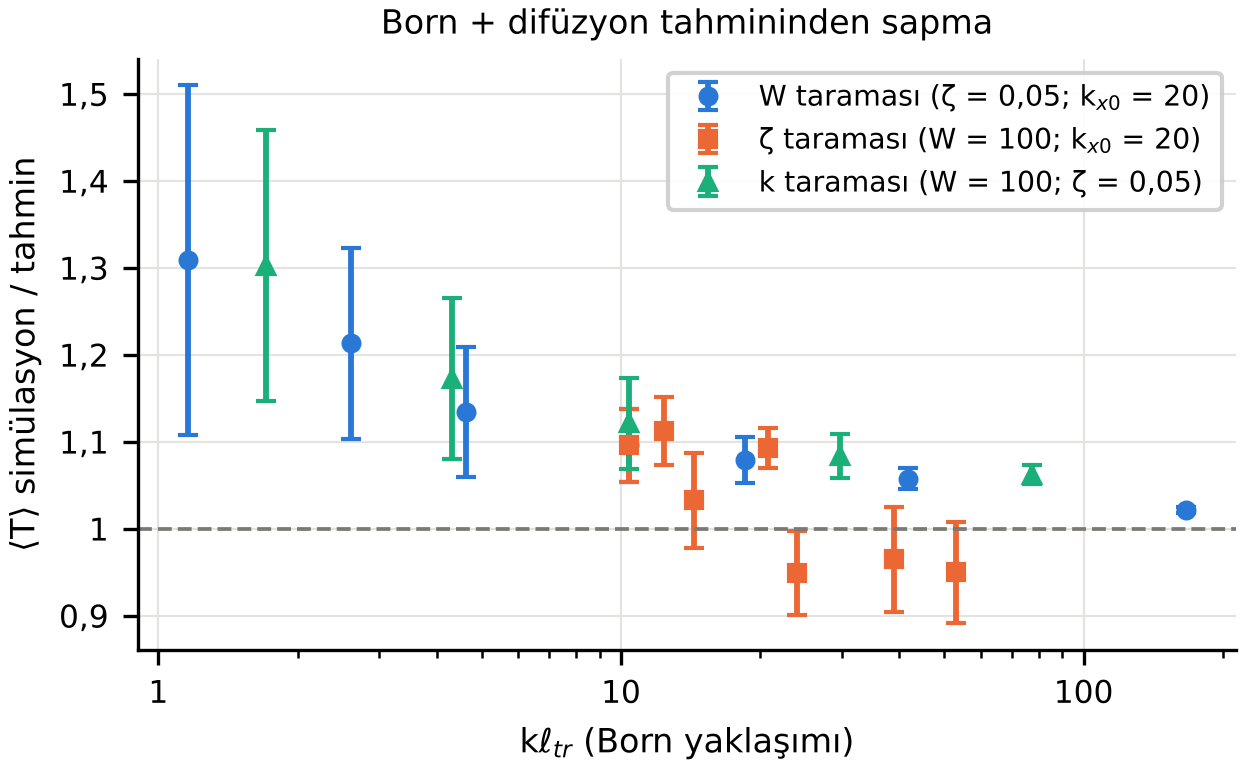 Born + difüzyon tahmininden sapma
⟨T⟩ simülasyon / tahmin
1,5
1,4
1,3
1,2
1,1
1
0,9
W taraması (ζ = 0,05; kₓ₀ = 20)
ζ taraması (W = 100; kₓ₀ = 20)
k taraması (W = 100; ζ = 0,05)
1
10
100
kℓ_tr (Born yaklaşımı)